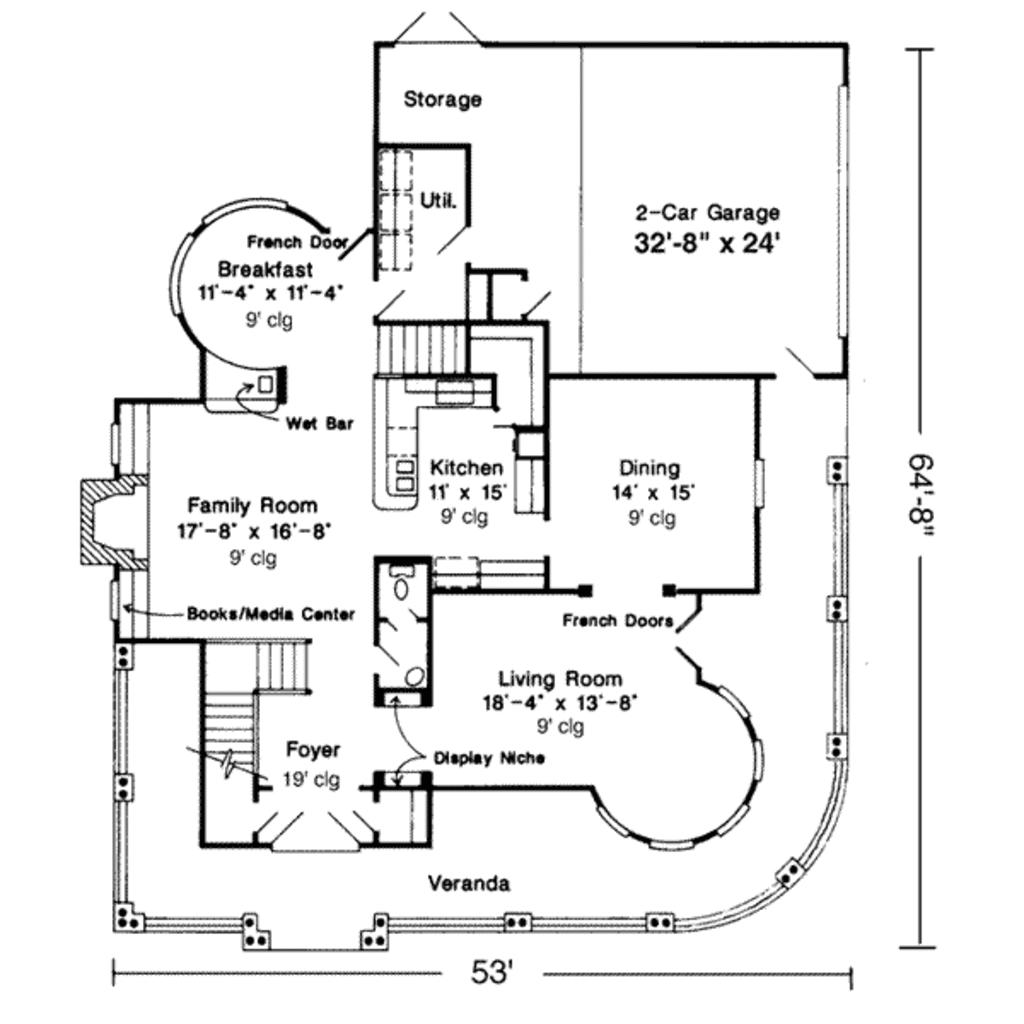 Storage
Util.
2-Car Garage
32'-8" x 24'
French Door
Breakfast
11'-4" x 11'-4"
9' clg
Wet Bar
Kitchen
11' x 15'
9' clg
Dining
14' x 15'
9' clg
64'-8"
Family Room
17'-8" x 16'-8"
9' clg
Books/Media Center
French Doors
Living Room
18'-4" x 13'-8"
9' clg
Foyer
19' clg
Display Niche
Veranda
53'